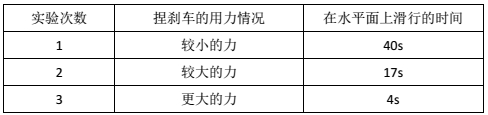 实验次数 捏刹车的用力情况 在水平面上滑行的时间
1 较小的力 40s
2 较大的力 17s
3 更大的力 4s